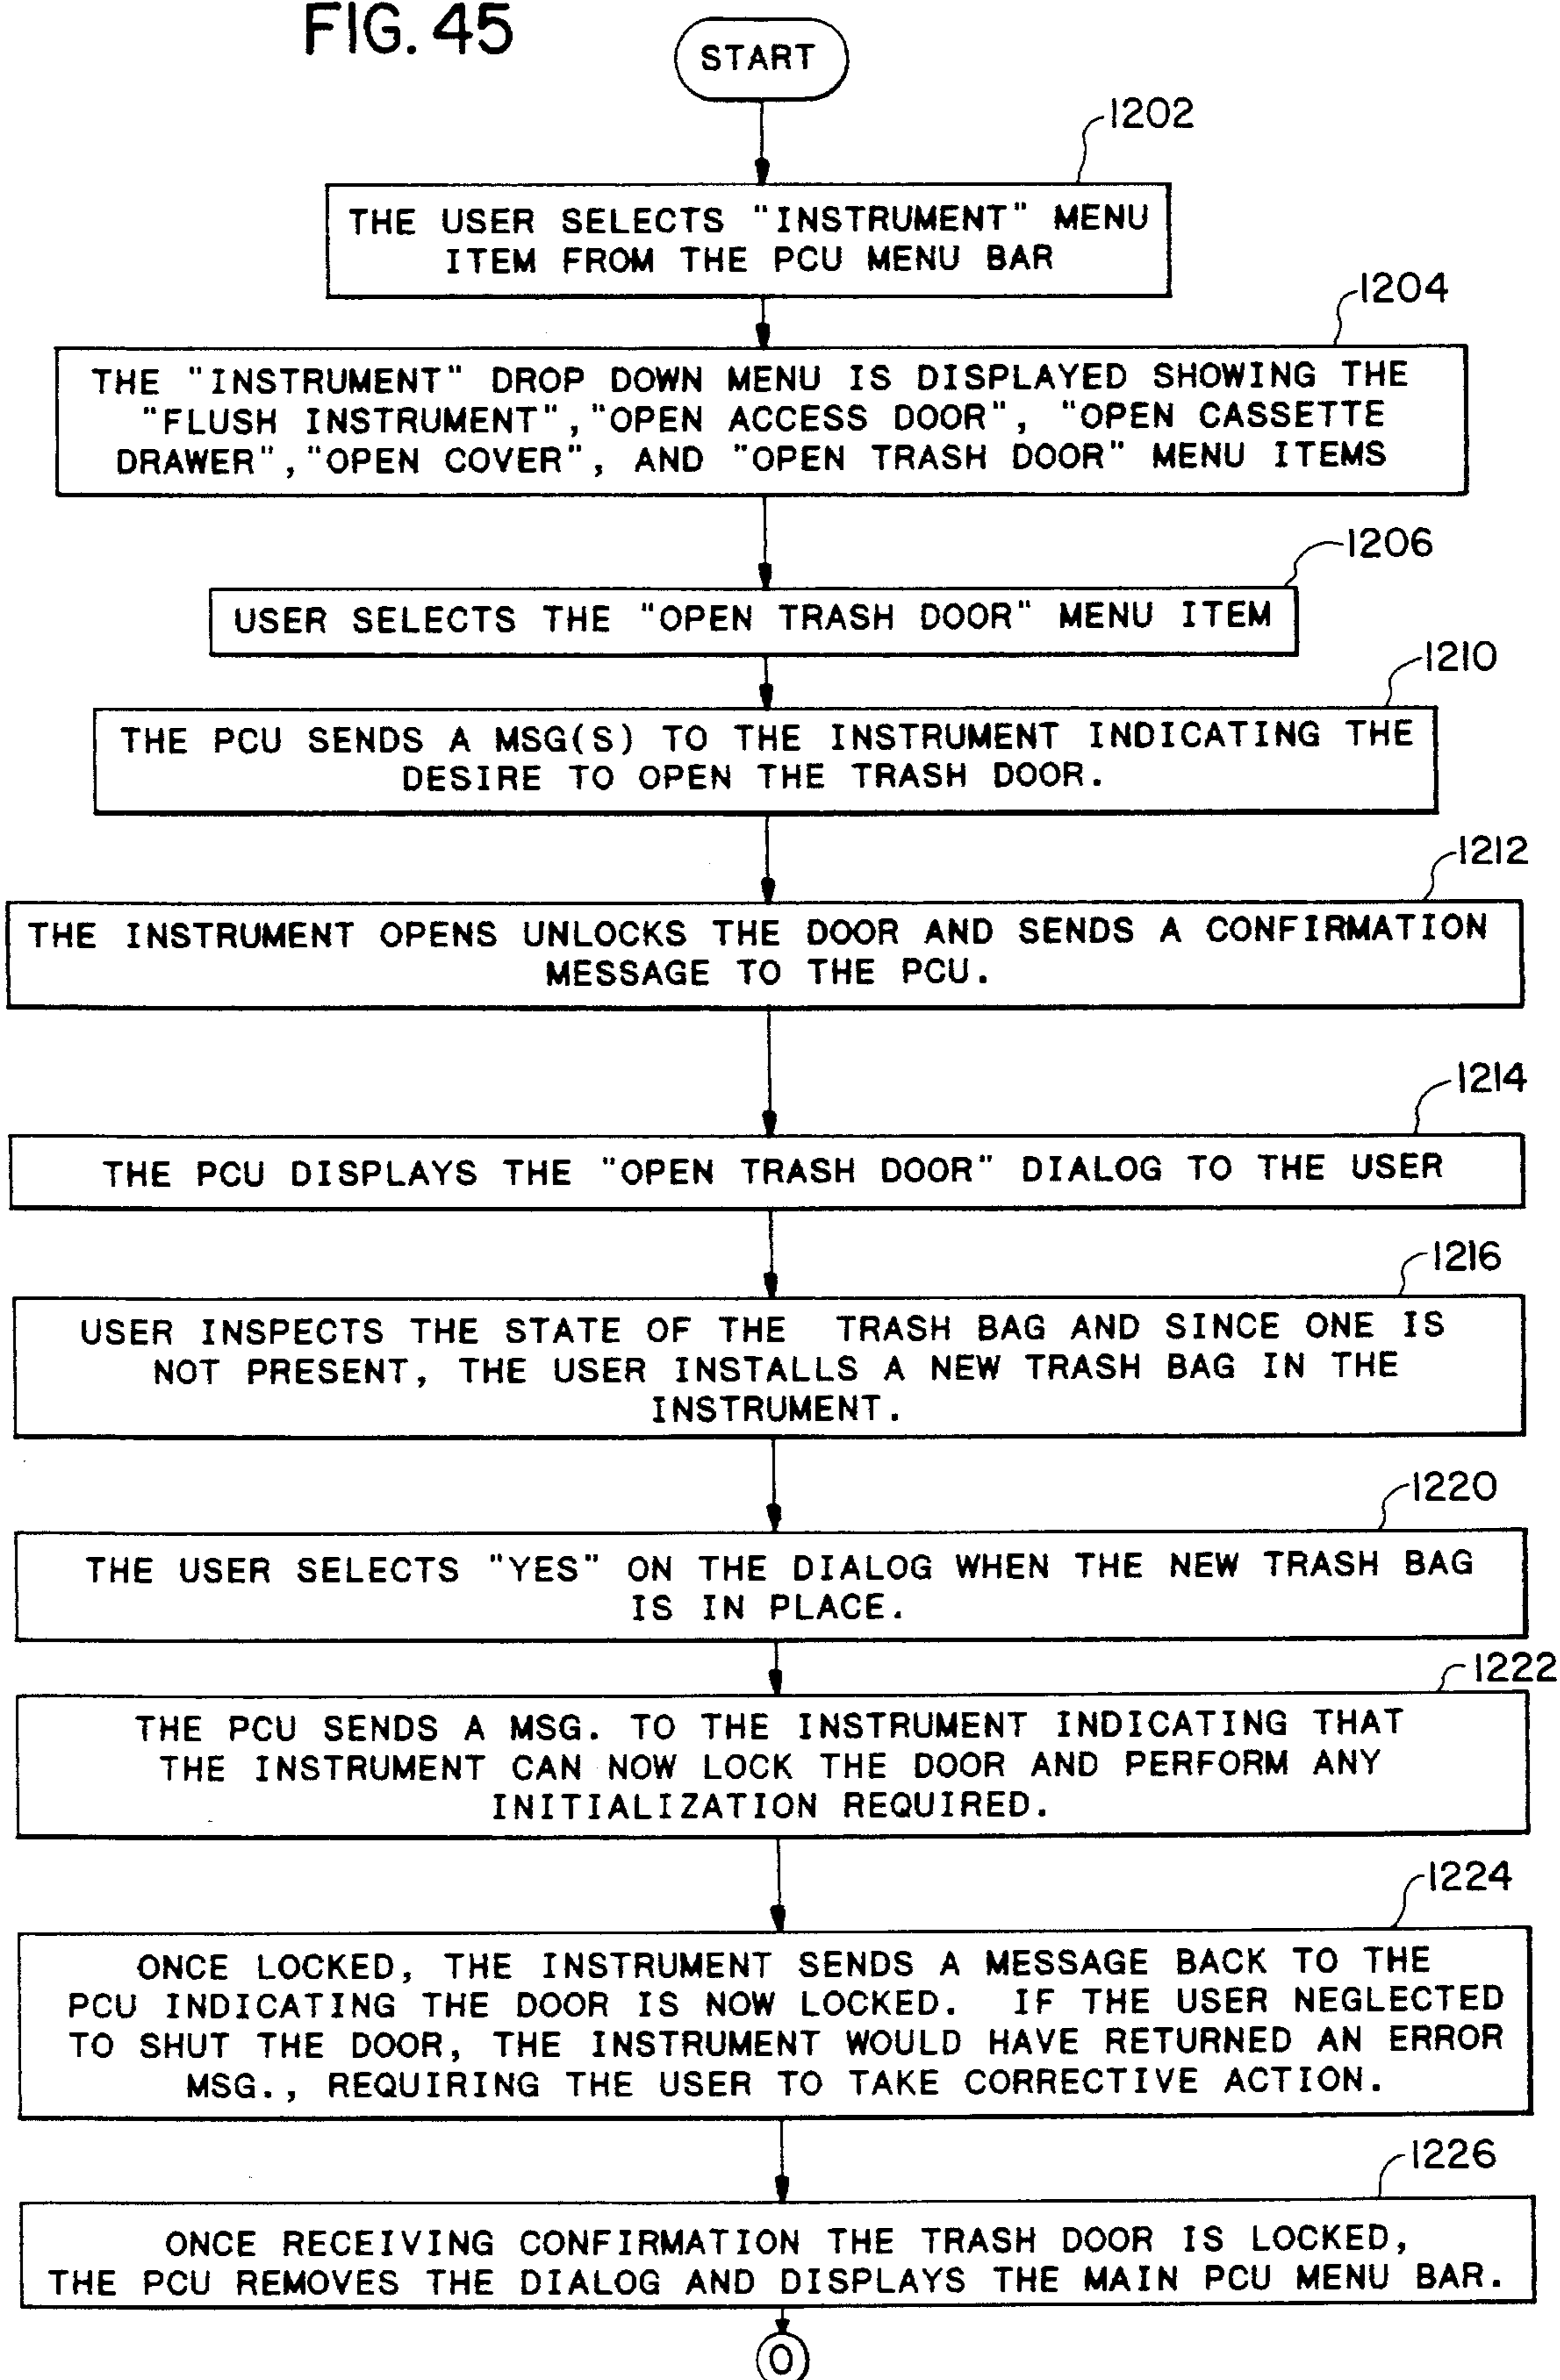 FIG. 45
START
1202
THE USER SELECTS "INSTRUMENT" MENU
ITEM FROM THE PCU MENU BAR
1204
THE "INSTRUMENT" DROP DOWN MENU IS DISPLAYED SHOWING THE
"FLUSH INSTRUMENT", "OPEN ACCESS DOOR", "OPEN CASSETTE
DRAWER", "OPEN COVER", AND "OPEN TRASH DOOR" MENU ITEMS
1206
USER SELECTS THE "OPEN TRASH DOOR" MENU ITEM
1210
THE PCU SENDS A MSG(S) TO THE INSTRUMENT INDICATING THE
DESIRE TO OPEN THE TRASH DOOR.
1212
THE INSTRUMENT OPENS UNLOCKS THE DOOR AND SENDS A CONFIRMATION
MESSAGE TO THE PCU.
1214
THE PCU DISPLAYS THE "OPEN TRASH DOOR" DIALOG TO THE USER
1216
USER INSPECTS THE STATE OF THE TRASH BAG AND SINCE ONE IS
NOT PRESENT, THE USER INSTALLS A NEW TRASH BAG IN THE
INSTRUMENT.
1220
THE USER SELECTS "YES" ON THE DIALOG WHEN THE NEW TRASH BAG
IS IN PLACE.
1222
THE PCU SENDS A MSG. TO THE INSTRUMENT INDICATING THAT
THE INSTRUMENT CAN NOW LOCK THE DOOR AND PERFORM ANY
INITIALIZATION REQUIRED.
1224
ONCE LOCKED, THE INSTRUMENT SENDS A MESSAGE BACK TO THE
PCU INDICATING THE DOOR IS NOW LOCKED. IF THE USER NEGLECTED
TO SHUT THE DOOR, THE INSTRUMENT WOULD HAVE RETURNED AN ERROR
MSG., REQUIRING THE USER TO TAKE CORRECTIVE ACTION.
1226
ONCE RECEIVING CONFIRMATION THE TRASH DOOR IS LOCKED,
THE PCU REMOVES THE DIALOG AND DISPLAYS THE MAIN PCU MENU BAR.
O